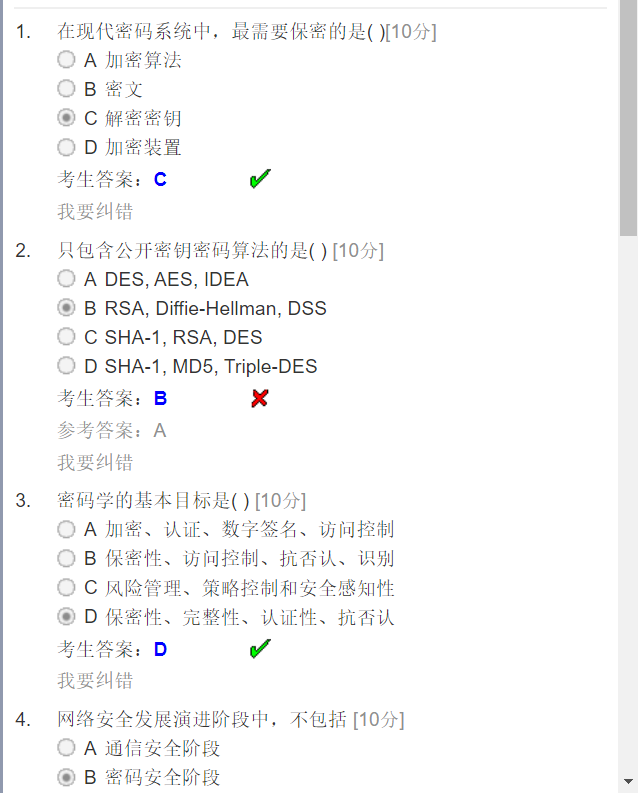 1. 在现代密码系统中，最需要保密的是( )[10分]
A 加密算法
B 密文
C 解密密钥
D 加密装置
考生答案：C
我要纠错
2. 只包含公开密钥密码算法的是( ) [10分]
A DES, AES, IDEA
B RSA, Diffie-Hellman, DSS
C SHA-1, RSA, DES
D SHA-1, MD5, Triple-DES
考生答案：B
参考答案：A
我要纠错
3. 密码学的基本目标是( ) [10分]
A 加密、认证、数字签名、访问控制
B 保密性、访问控制、抗否认、识别
C 风险管理、策略控制和安全感知性
D 保密性、完整性、认证性、抗否认
考生答案：D
我要纠错
4. 网络安全发展演进阶段中，不包括 [10分]
A 通信安全阶段
B 密码安全阶段